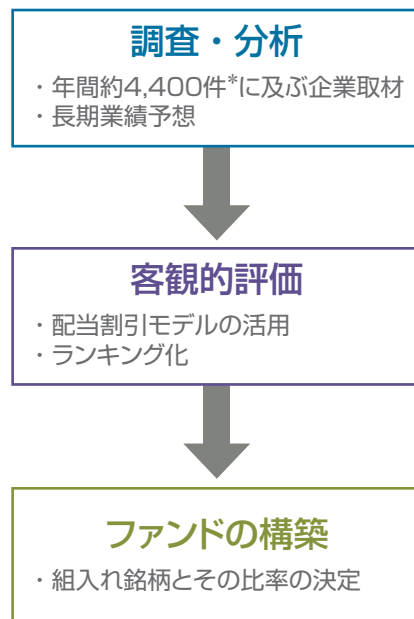 調査・分析
・年間約4,400件*に及ぶ企業取材
・長期業績予想
客観的評価
・配当割引モデルの活用
・ランキング化
ファンドの構築
・組入れ銘柄とその比率の決定